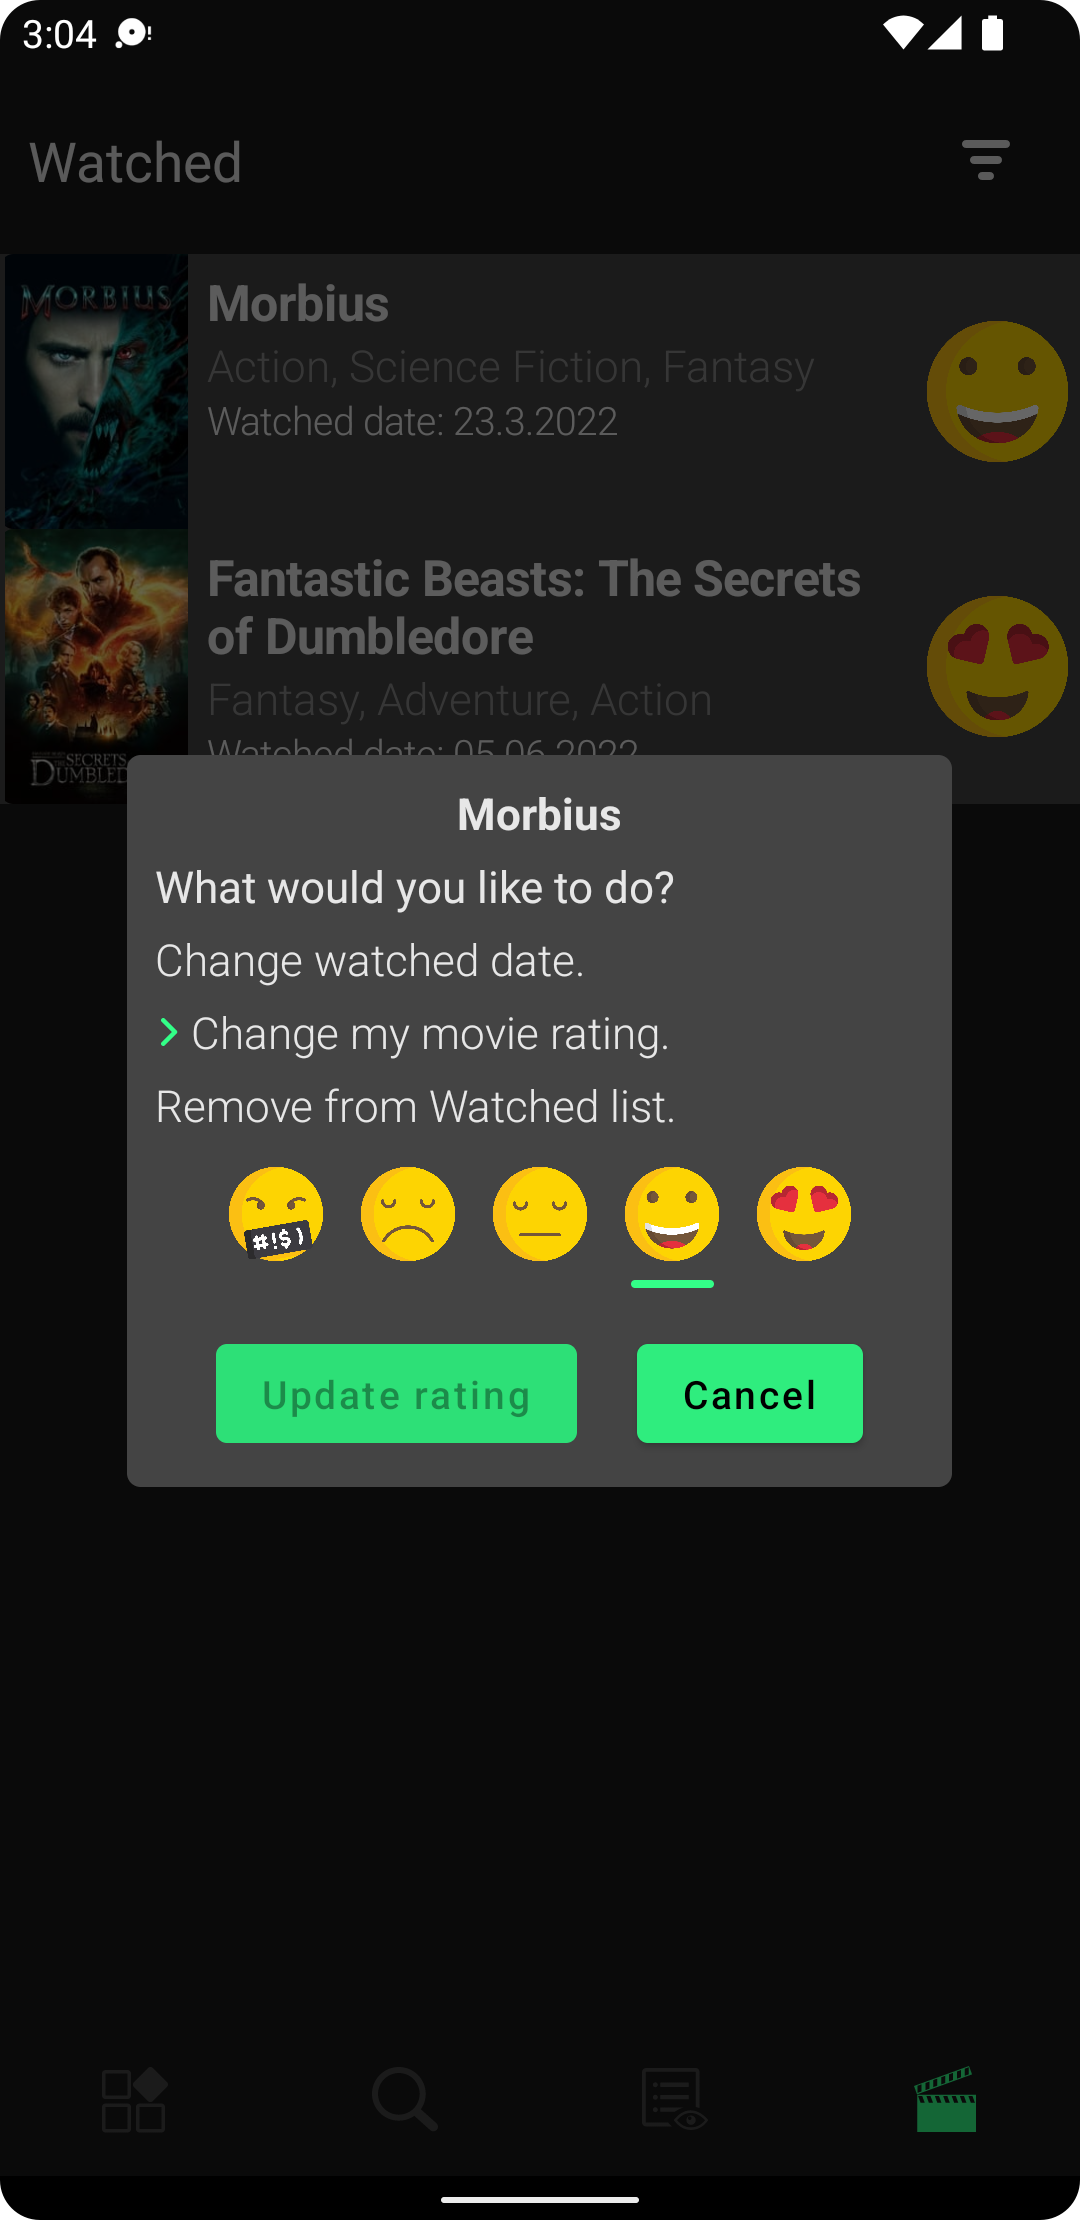 3:04
Watched
MORBIUS
Morbius
Action, Science Fiction, Fantasy
Watched date: 23.3.2022
Fantastic Beasts: The Secrets
of Dumbledore
Fantasy, Adventure, Action
Watched date: 05.06.2022
SECRETS
DUMBLED
Morbius
What would you like to do?
Change watched date.
Change my movie rating.
Remove from Watched list.
#!$)
Update rating
Cancel